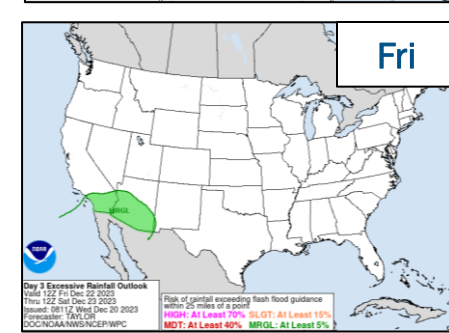 Fri
MRGL
NOAA
Day 3 Excessive Rainfall Outlook
Valid 12Z Fri Dec 22 2023
Thru 12Z Sat Dec 23 2023
Issued: 0811Z Wed Dec 20 2023
Forecaster: TAYLOR
DOC/NOAA/NWS/NCEP/WPC
Risk of rainfall exceeding flash flood guidance
within 25 miles of a point
HIGH: At Least 70% SLGT: At Least 15%
MDT: At Least 40% MRGL: At Least 5%